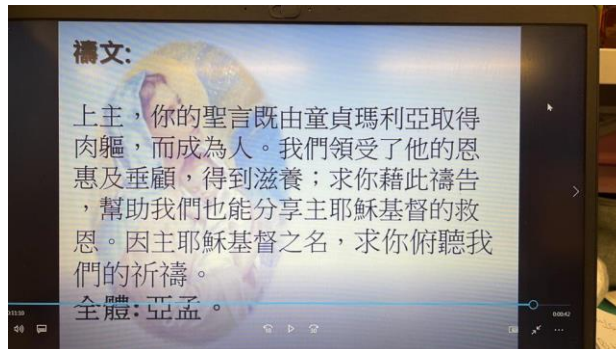 禱文:
上主，你的聖言既由童貞瑪利亞取得
肉軀，而成為人。我們領受了他的恩
惠及垂顧，得到滋養；求你藉此禱告
，幫助我們也能分享主耶穌基督的救
恩。因主耶穌基督之名，求你俯聽我
們的祈禱。
全體: 亞孟。
0:00:42